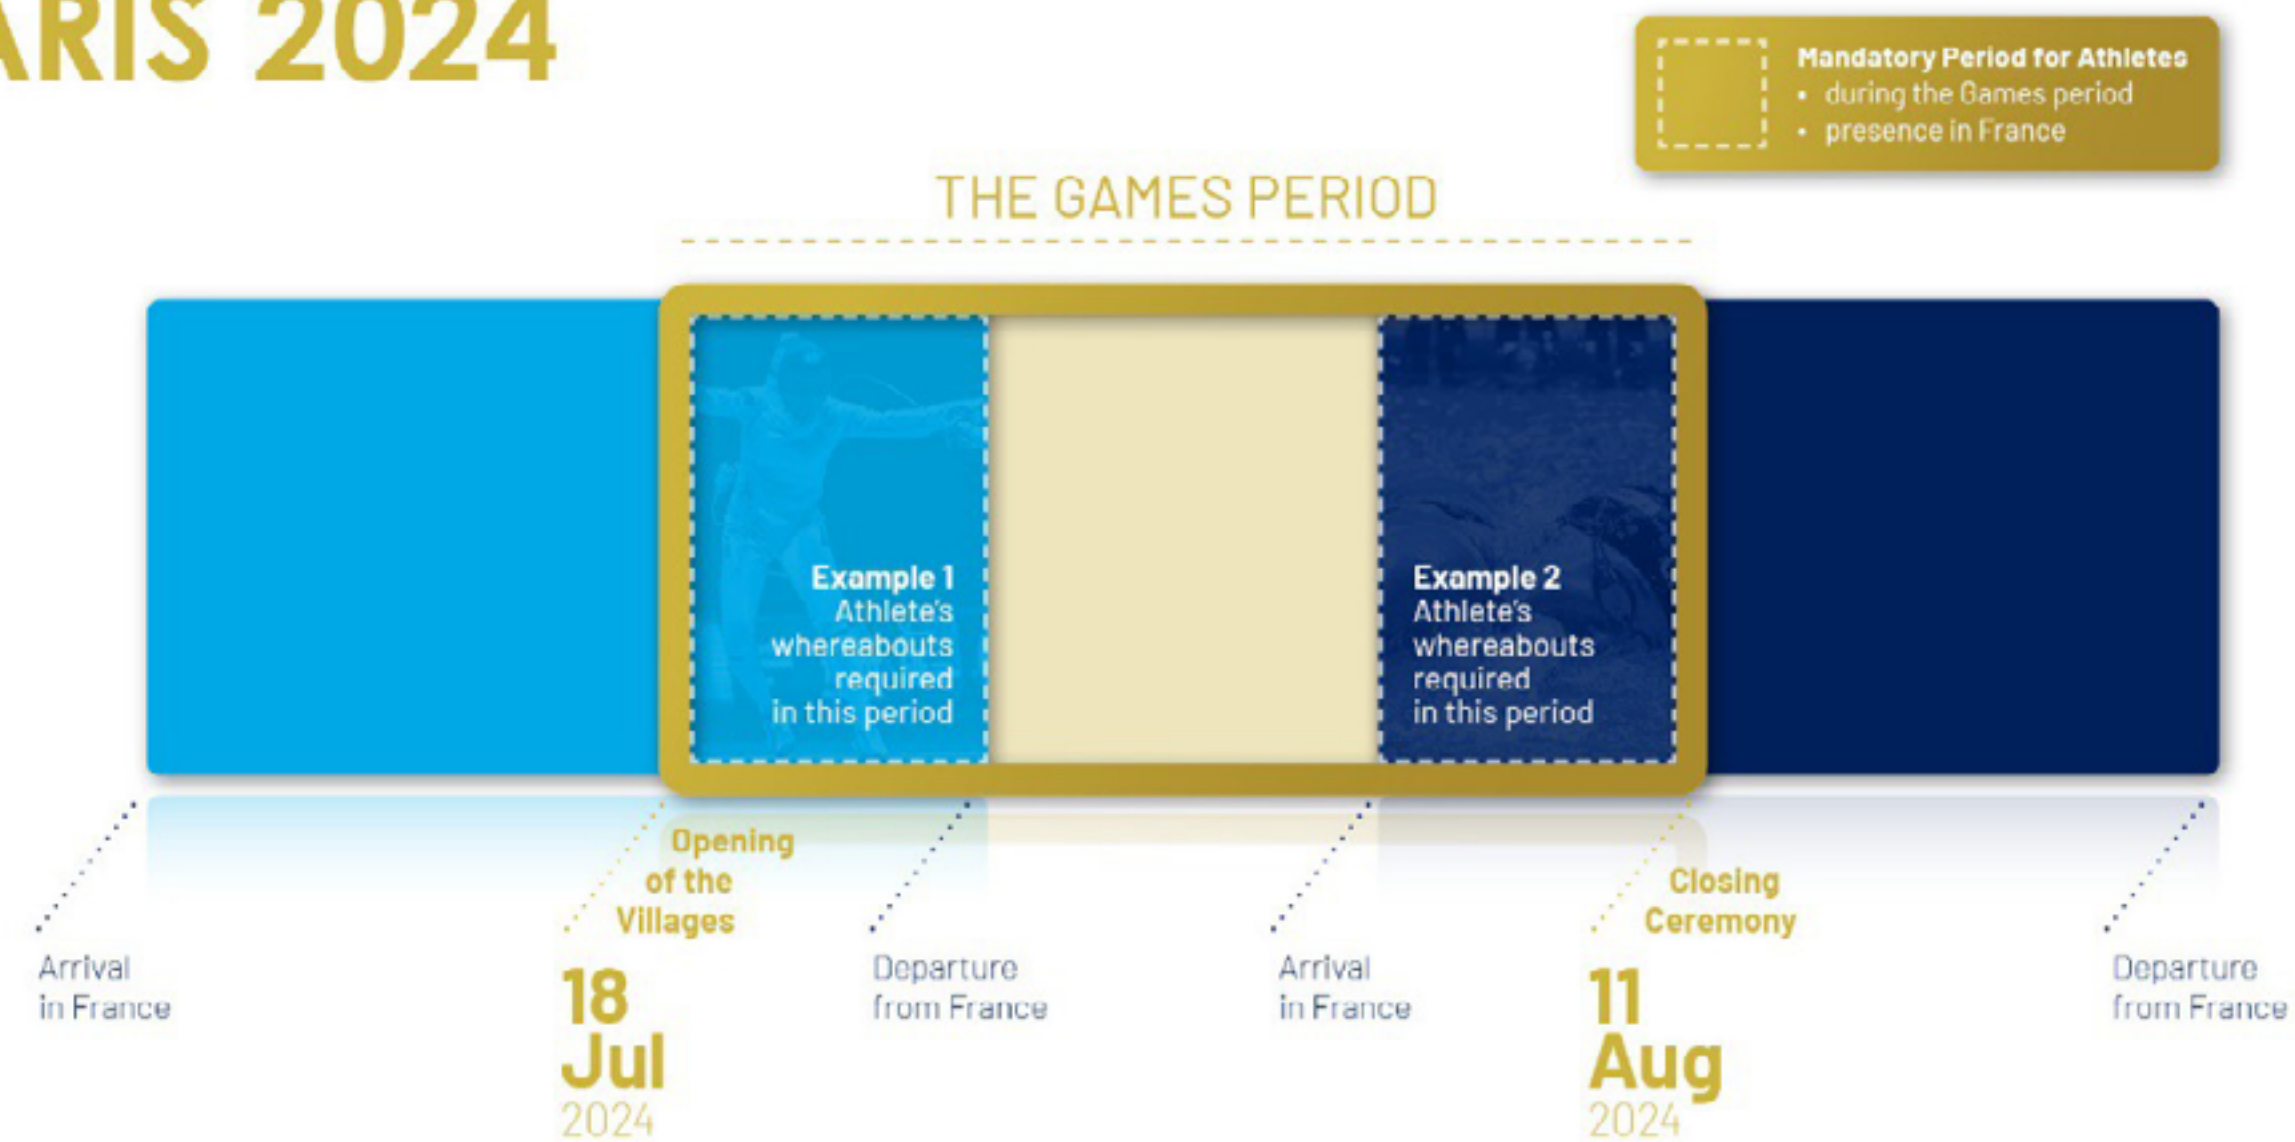 ARIS 2024
Mandatory Period for Athletes
• during the Games period
• presence in France
THE GAMES PERIOD
Example 1
Athlete's
whereabouts
required
in this period
Example 2
Athlete's
whereabouts
required
in this period
Arrival
in France
Opening
of the
Villages
18
Jul
2024
Departure
from France
Arrival
in France
Closing
Ceremony
11
Aug
2024
Departure
from France